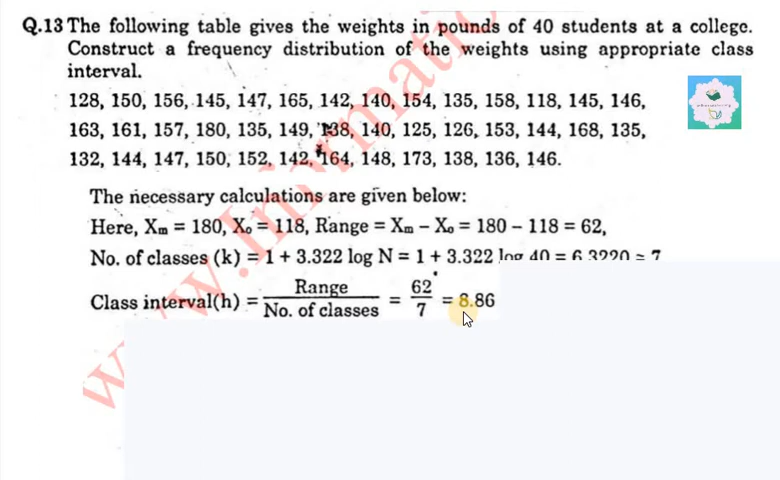 Q.13 The following table gives the weights in pounds of 40 students at a college.
Construct a frequency distribution of the weights using appropriate class
interval.
128, 150, 156, 145, 147, 165, 142, 140, 154, 135, 158, 118, 145, 146,
163, 161, 157, 180, 135, 149, 138, 140, 125, 126, 153, 144, 168, 135,
132, 144, 147, 150, 152, 142, 164, 148, 173, 138, 136, 146.
The necessary calculations are given below:
Here, Xm = 180, Xo = 118, Range = Xm – Xo = 180 – 118 = 62,
No. of classes (k) = 1 + 3.322 log N = 1 + 3.322 log 40 = 6.3220 ≃ 7
Class interval(h) = Range / No. of classes = 62 / 7 = 8.86
www.Informatio